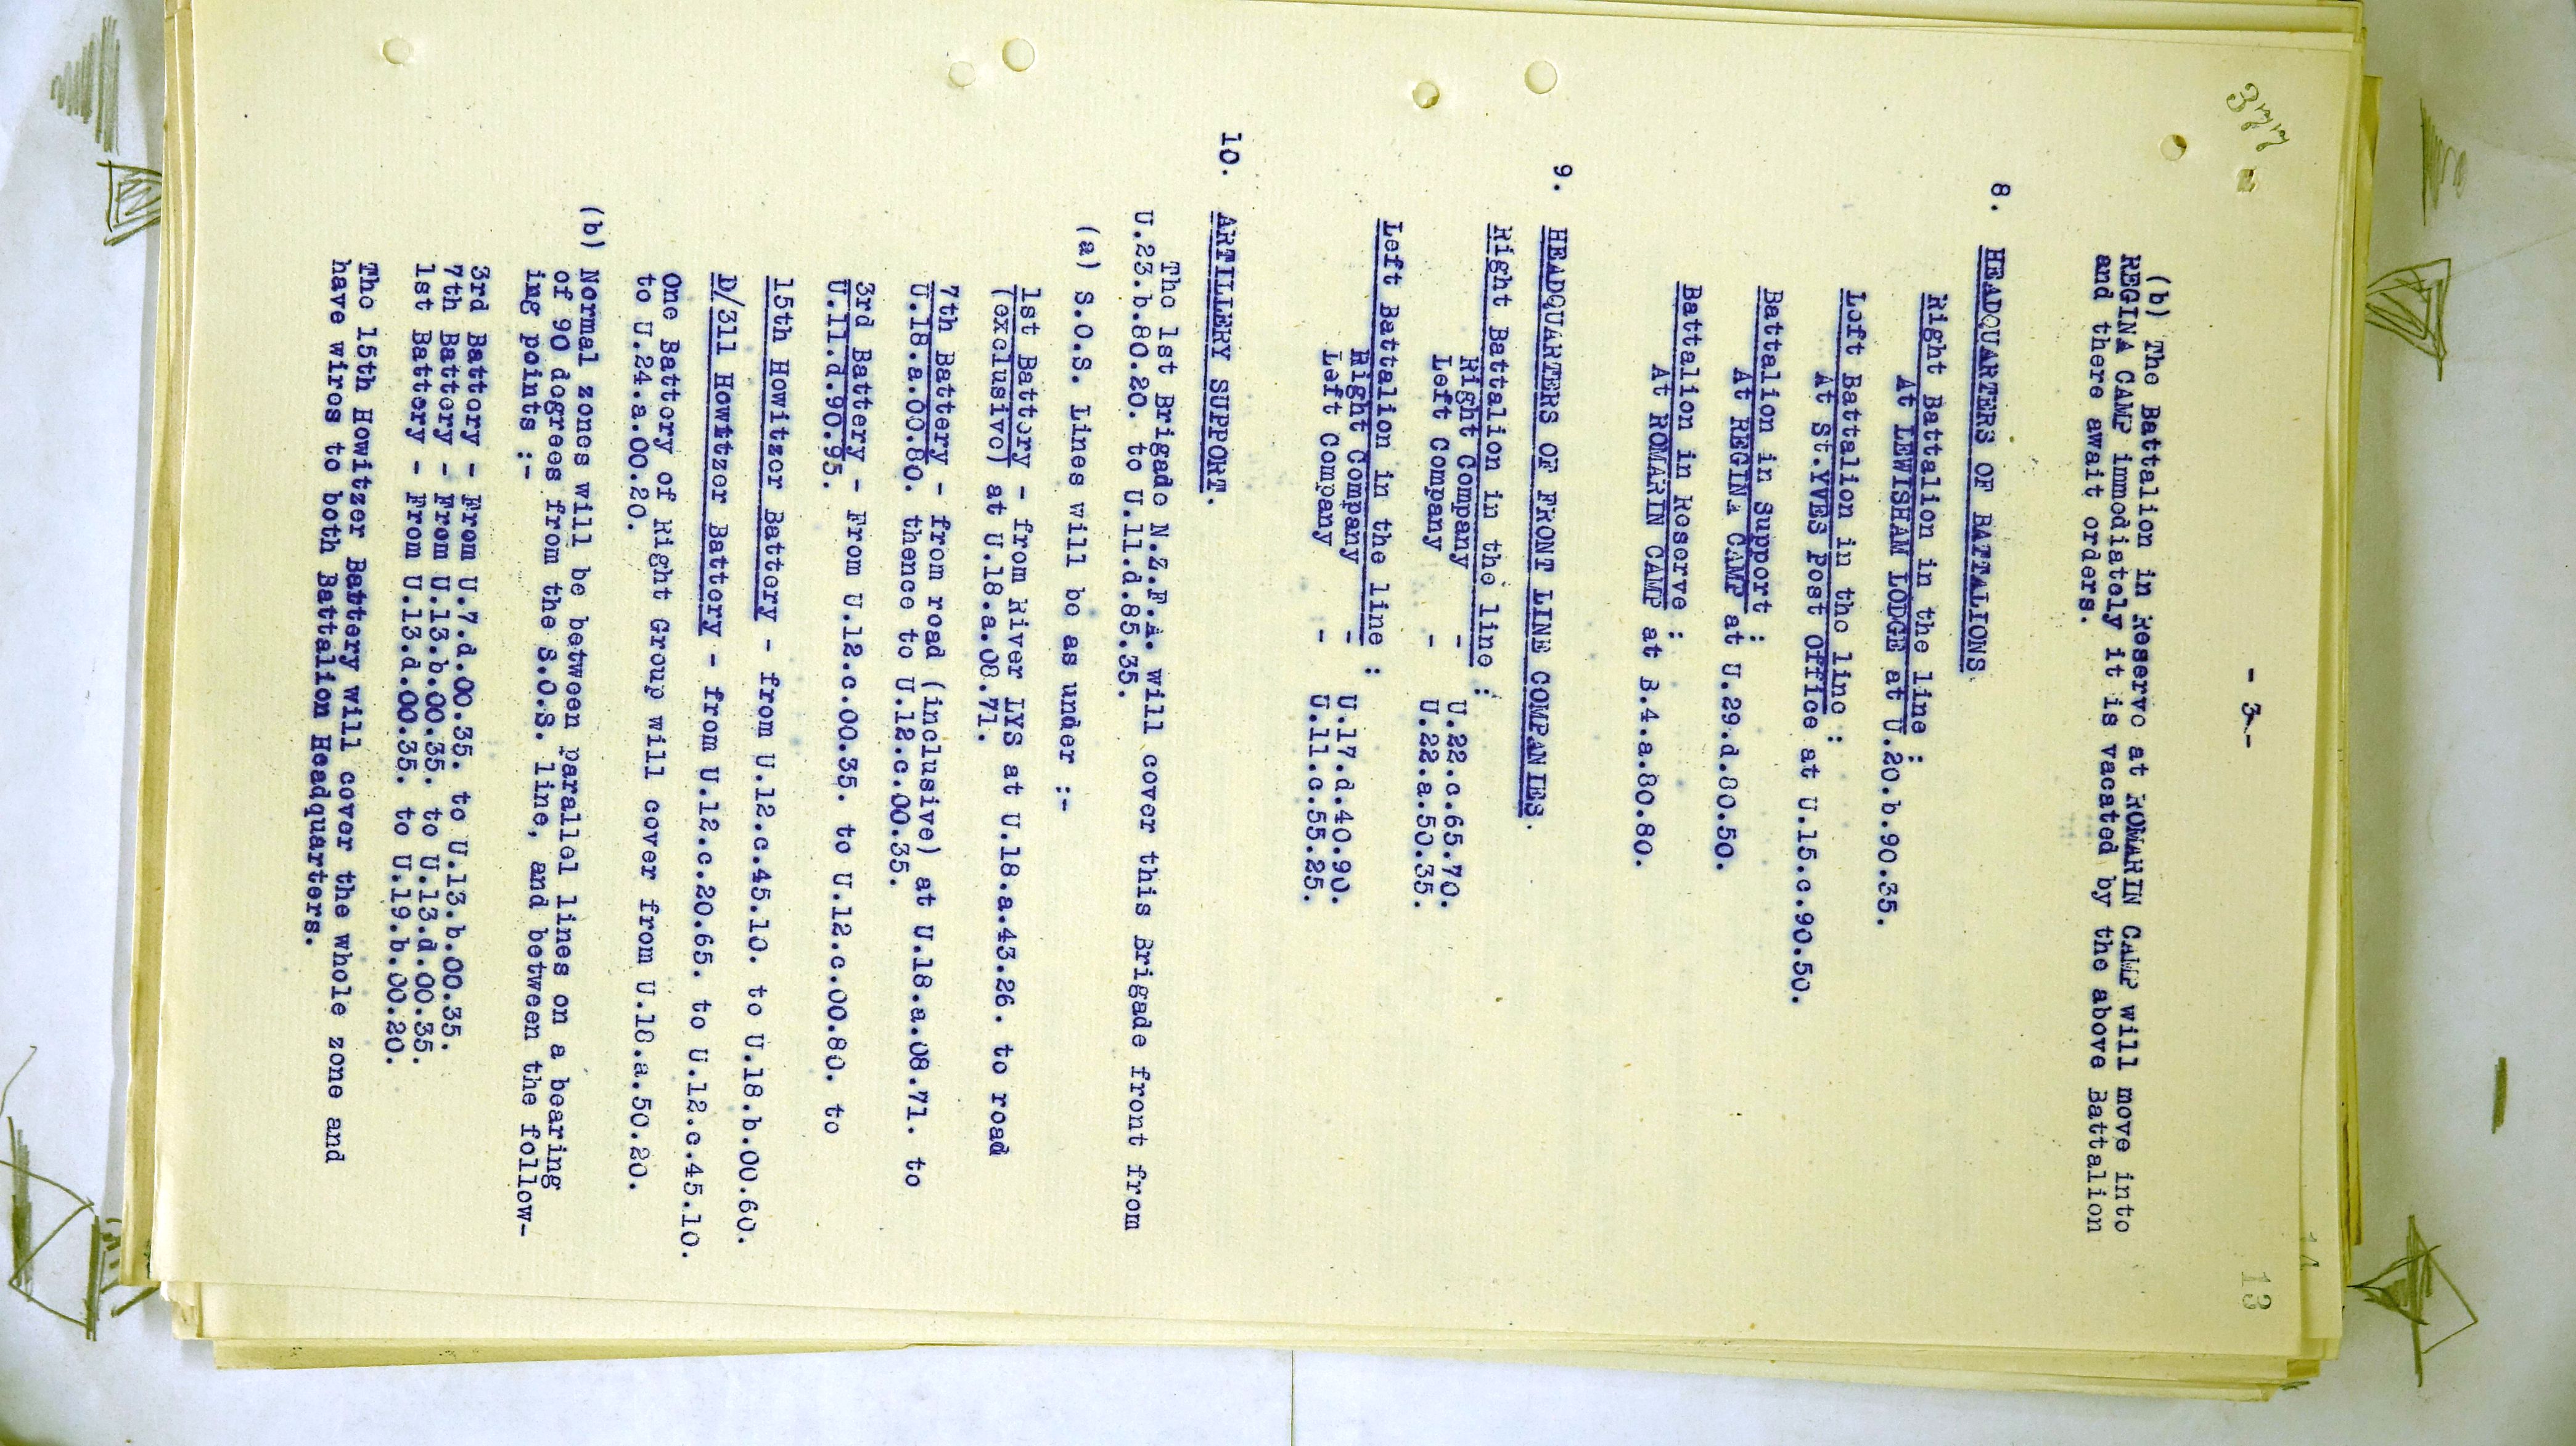 377
- 3 -
13
(b) The Battalion in Reserve at ROMARIN CAMP will move into
REGINA CAMP immediately it is vacated by the above Battalion
and there await orders.
8. HEADQUARTERS OF BATTALIONS.
Right Battalion in the line :
At LEWISHAM LODGE at U.20.b.90.35.
Left Battalion in the line :
At St.YVES Post Office at U.15.c.90.50.
Battalion in Support :
At REGINA CAMP at U.29.d.80.50.
Battalion in Reserve :
At ROMARIN CAMP at B.4.a.80.80.
9. HEADQUARTERS OF FRONT LINE COMPANIES.
Right Battalion in the line :
Right Company - U.22.c.65.70.
Left Company - U.22.a.50.35.
Left Battalion in the line :
Right Company - U.17.d.40.90.
Left Company - U.11.c.55.25.
10. ARTILLERY SUPPORT.
The 1st Brigade N.Z.F.A. will cover this Brigade front from
U.23.b.80.20. to U.11.d.85.35.
(a) S.O.S. Lines will be as under :-
1st Battery - from River LYS at U.18.a.43.26. to road
(exclusive) at U.18.a.08.71.
7th Battery - from road (inclusive) at U.18.a.08.71. to
U.18.a.00.80. thence to U.12.c.00.35.
3rd Battery - From U.12.c.00.35. to U.12.c.00.80. to
U.11.d.90.95.
15th Howitzer Battery - from U.12.c.45.10. to U.18.b.00.60.
D/311 Howitzer Battery - from U.12.c.20.65. to U.12.c.45.10.
One Battery of Right Group will cover from U.18.a.50.20.
to U.24.a.00.20.
(b) Normal zones will be between parallel lines on a bearing
of 90 degrees from the S.O.S. line, and between the follow-
ing points :-
3rd Battery - From U.7.d.00.35. to U.13.b.00.35.
7th Battery - From U.13.b.00.35. to U.13.d.00.35.
1st Battery - From U.13.d.00.35. to U.19.b.00.20.
The 15th Howitzer Battery will cover the whole zone and
have wires to both Battalion Headquarters.